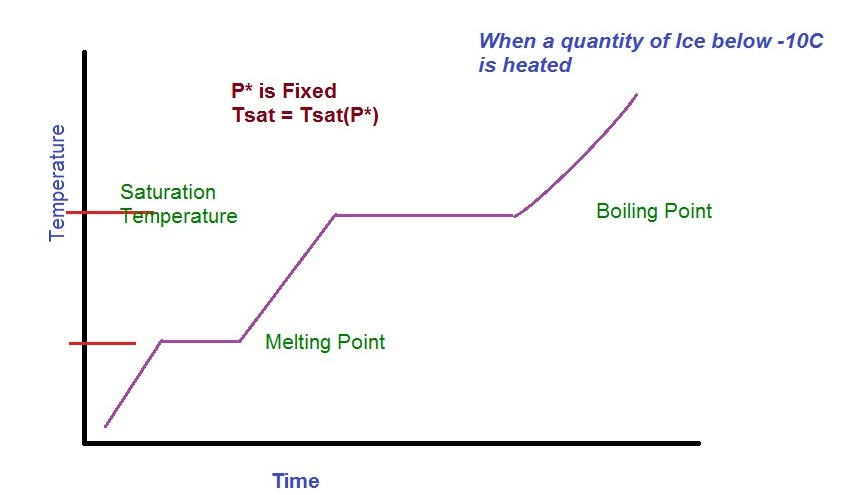 When a quantity of Ice below -10C
is heated
P* is Fixed
Tsat = Tsat(P*)
Temperature
Saturation
Temperature
Boiling Point
Melting Point
Time